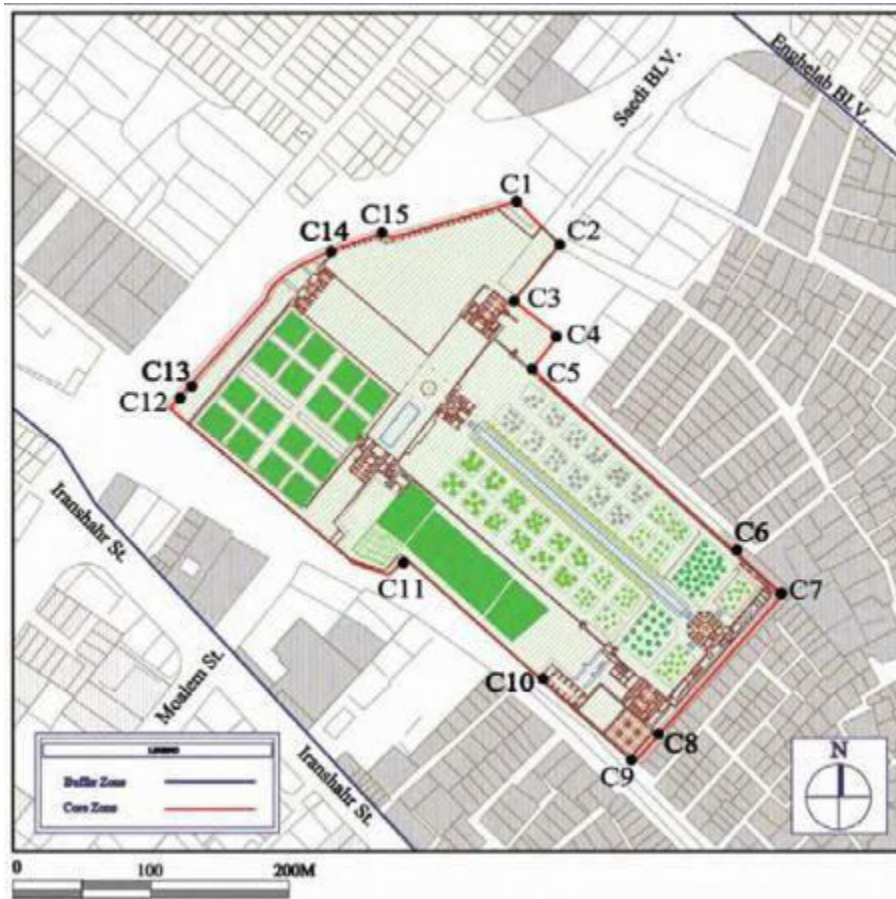 Enghelab BLV.
Saedi BLV.
C1
C2
C15
C14
C3
C4
C5
C13
C12
Iranshahr St.
C6
C7
C11
C10
Moalem St.
C8
C9
Iranshahr St.
LEGEND
Buffer Zone
Core Zone
N
0 100 200M